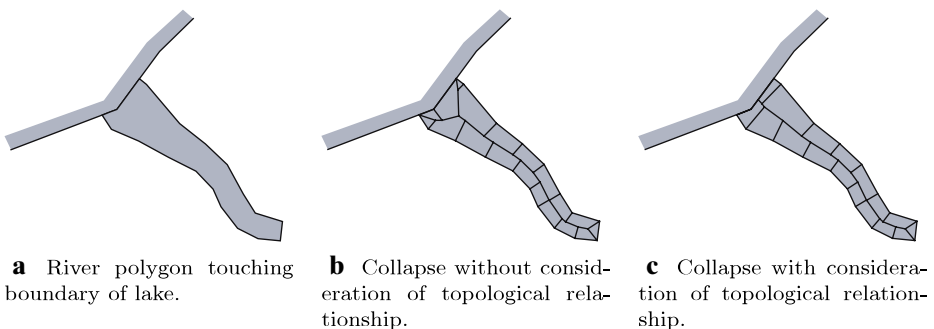 a River polygon touching
boundary of lake.
b Collapse without consid-
eration of topological rela-
tionship.
c Collapse with considera-
tion of topological relation-
ship.